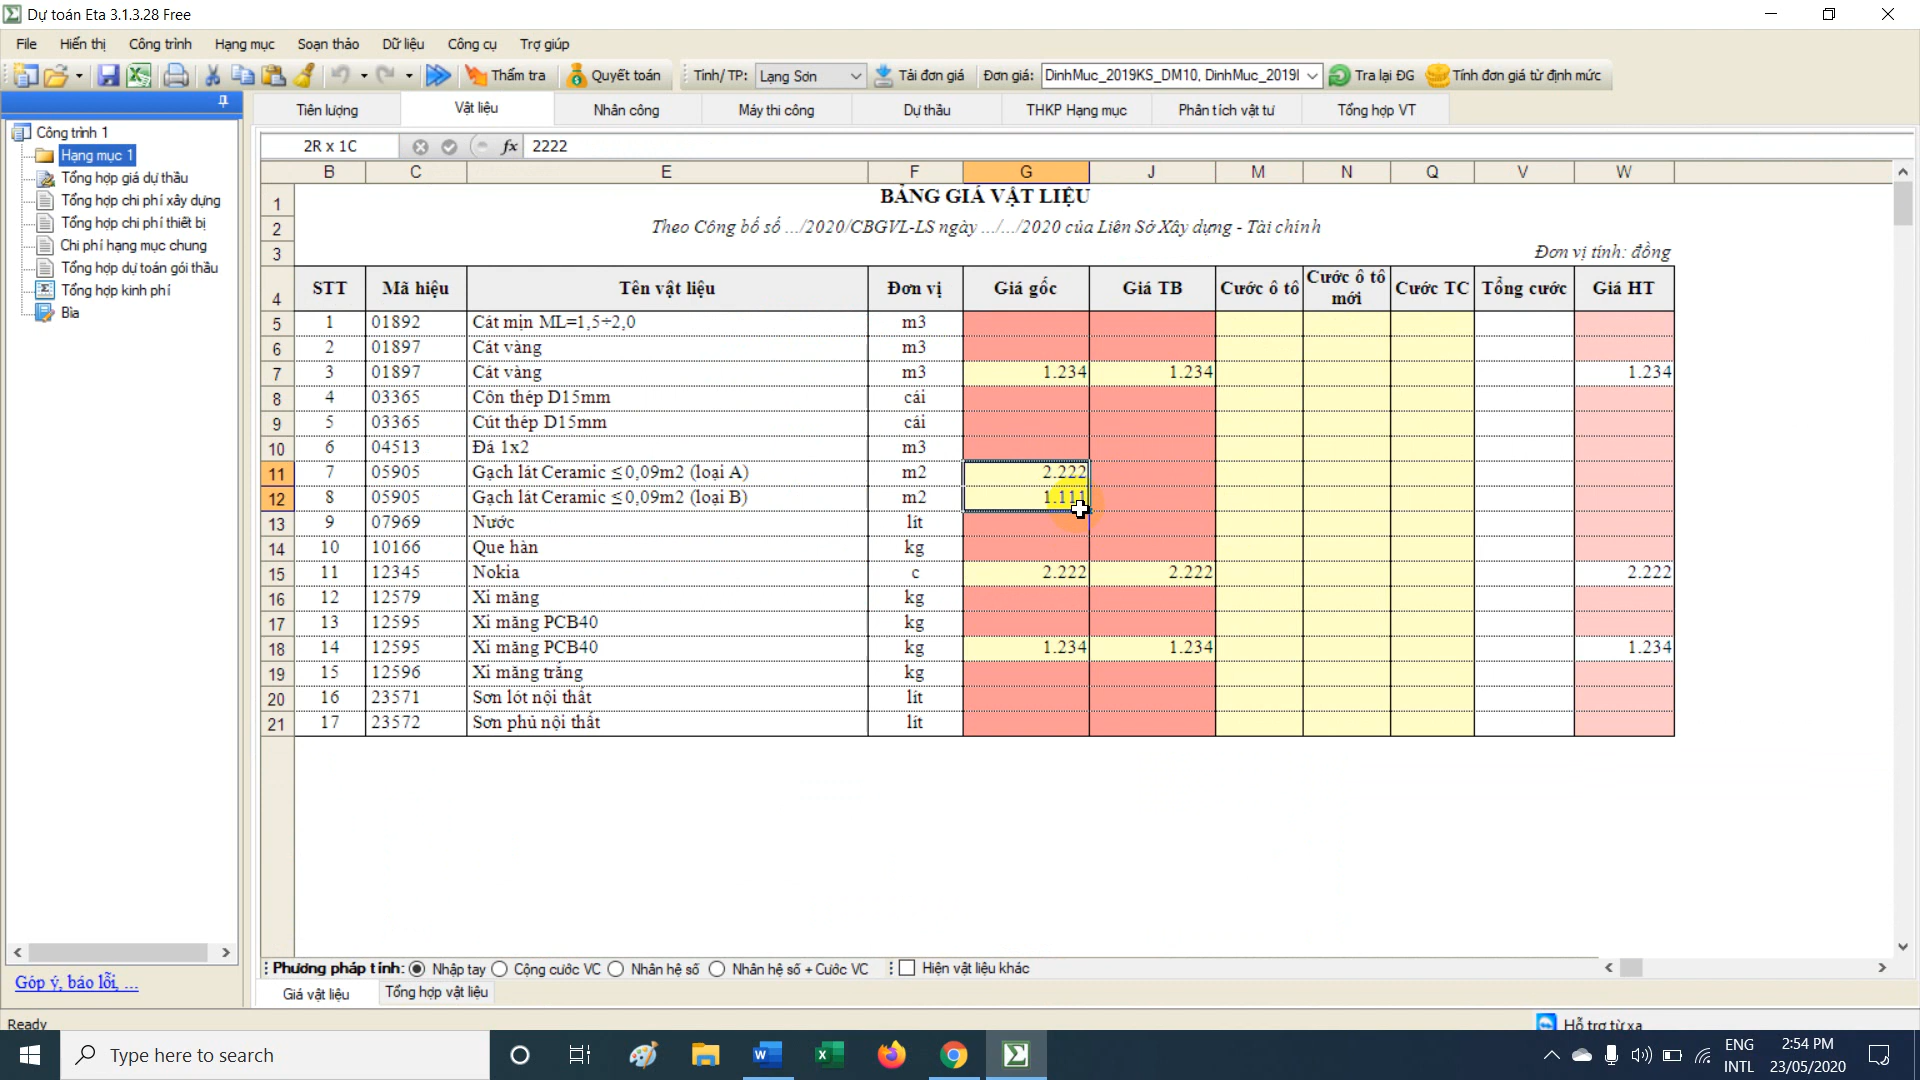 Dự toán Eta 3.1.3.28 Free
File Hiển thị Công trình Hạng mục Soạn thảo Dữ liệu Công cụ Trợ giúp
Thẩm tra Quyết toán Tỉnh/ TP: Lạng Sơn Tải đơn giá Đơn giá: DinhMuc_2019KS_DM10, DinhMuc_2019I Tra lại ĐG Tính đơn giá từ định mức
Tiên lượng Vật liệu Nhân công Máy thi công Dự thầu THKP Hạng mục Phân tích vật tư Tổng hợp VT
Công trình 1
Hạng mục 1
Tổng hợp giá dự thầu
Tổng hợp chi phí xây dựng
Tổng hợp chi phí thiết bị
Chi phí hạng mục chung
Tổng hợp dự toán gói thầu
Tổng hợp kinh phí
Bìa
Góp ý, báo lỗi, ...
2R x 1C fx 2222
B C E F G J M N Q V W
1 BẢNG GIÁ VẬT LIỆU
2 Theo Công bố số .../2020/CBGVL-LS ngày .../.../2020 của Liên Sở Xây dựng - Tài chính
3 Đơn vị tính: đồng
4 STT Mã hiệu Tên vật liệu Đơn vị Giá gốc Giá TB Cước ô tô Cước ô tô mới Cước TC Tổng cước Giá HT
5 1 01892 Cát mịn ML=1,5÷2,0 m3
6 2 01897 Cát vàng m3
7 3 01897 Cát vàng m3 1.234 1.234 1.234
8 4 03365 Côn thép D15mm cái
9 5 03365 Cút thép D15mm cái
10 6 04513 Đá 1x2 m3
11 7 05905 Gạch lát Ceramic ≤0,09m2 (loại A) m2 2.222
12 8 05905 Gạch lát Ceramic ≤0,09m2 (loại B) m2 1.111
13 9 07969 Nước lít
14 10 10166 Que hàn kg
15 11 12345 Nokia c 2.222 2.222 2.222
16 12 12579 Xi măng kg
17 13 12595 Xi măng PCB40 kg
18 14 12595 Xi măng PCB40 kg 1.234 1.234 1.234
19 15 12596 Xi măng trắng kg
20 16 23571 Sơn lót nội thất lít
21 17 23572 Sơn phủ nội thất lít
Phương pháp tính: Nhập tay Cộng cước VC Nhân hệ số Nhân hệ số + Cước VC Hiện vật liệu khác
Giá vật liệu Tổng hợp vật liệu
Ready Hỗ trợ từ xa
Type here to search ENG INTL 2:54 PM 23/05/2020